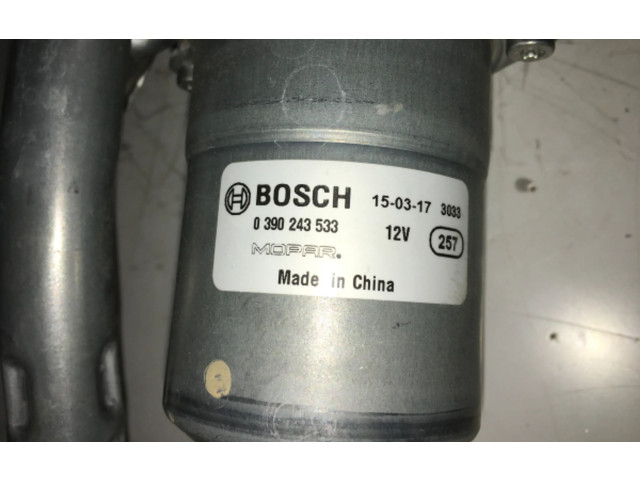 BOSCH 15-03-17 3033
0 390 243 533 12V 257
MOPAR
Made in China